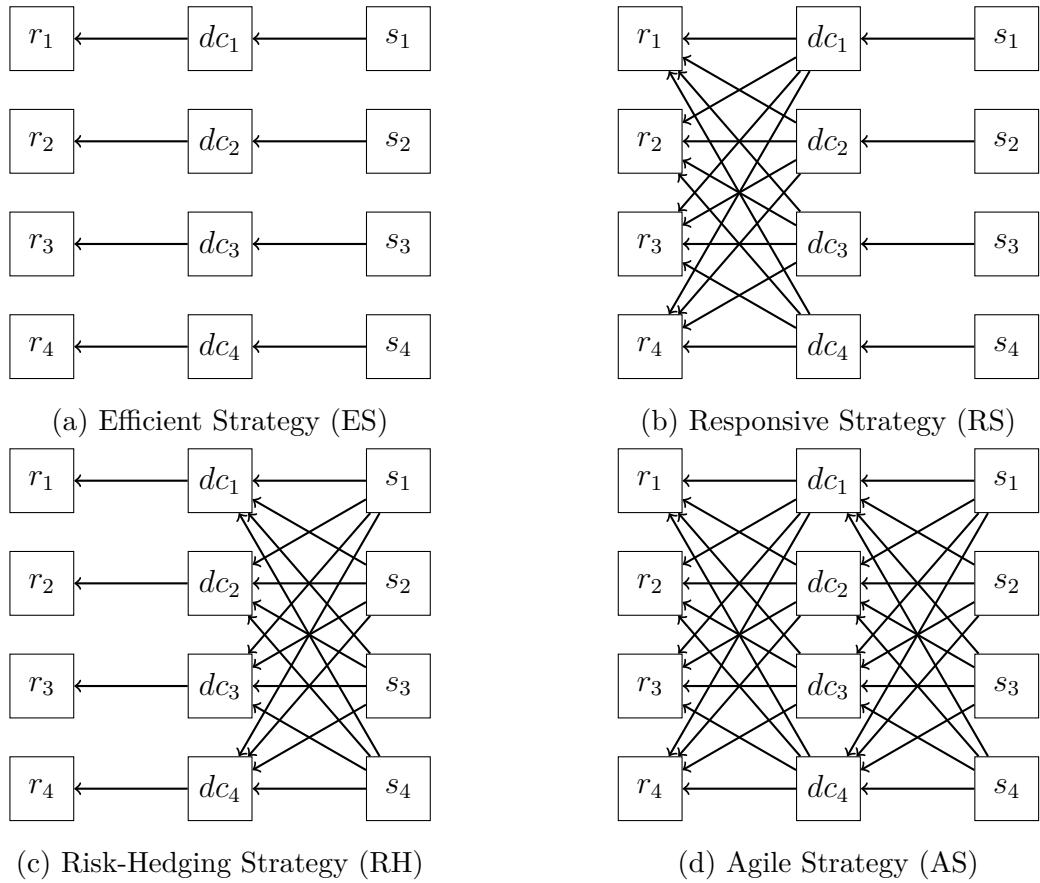 r₁ dc₁ s₁ r₁ dc₁ s₁
r₂ dc₂ s₂ r₂ dc₂ s₂
r₃ dc₃ s₃ r₃ dc₃ s₃
r₄ dc₄ s₄ r₄ dc₄ s₄
(a) Efficient Strategy (ES) (b) Responsive Strategy (RS)
r₁ dc₁ s₁ r₁ dc₁ s₁
r₂ dc₂ s₂ r₂ dc₂ s₂
r₃ dc₃ s₃ r₃ dc₃ s₃
r₄ dc₄ s₄ r₄ dc₄ s₄
(c) Risk-Hedging Strategy (RH) (d) Agile Strategy (AS)